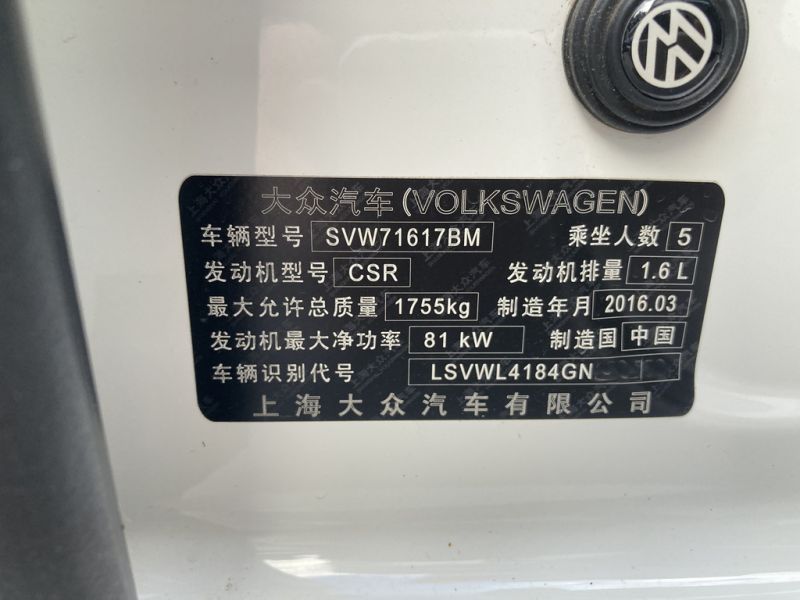 大众汽车(VOLKSWAGEN)
车辆型号 SVW71617BM 乘坐人数 5
发动机型号 CSR 发动机排量 1.6 L
最大允许总质量 1755kg 制造年月 2016.03
发动机最大净功率 81 kW 制造国 中国
车辆识别代号 LSVWL4184GN
上海大众汽车有限公司